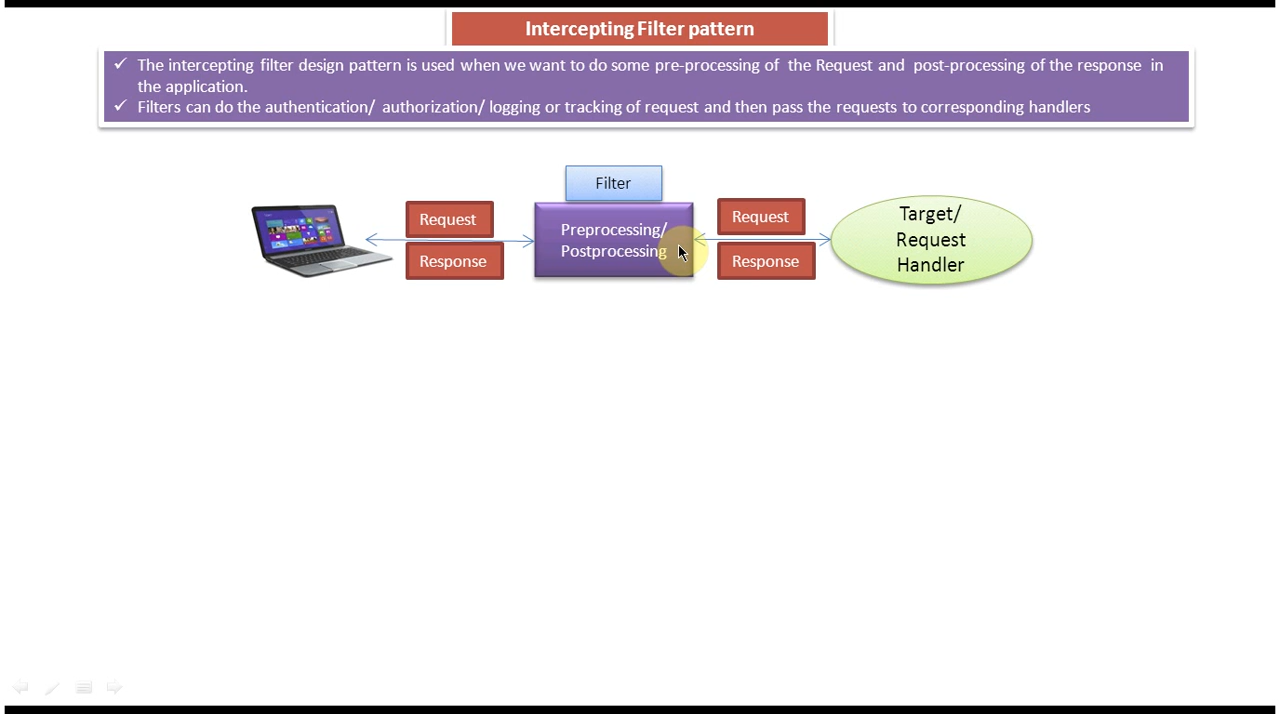 Intercepting Filter pattern
✓ The intercepting filter design pattern is used when we want to do some pre-processing of the Request and post-processing of the response in
the application.
✓ Filters can do the authentication/ authorization/ logging or tracking of request and then pass the requests to corresponding handlers
Filter
Request
Response
Preprocessing/
Postprocessing
Request
Response
Target/
Request
Handler